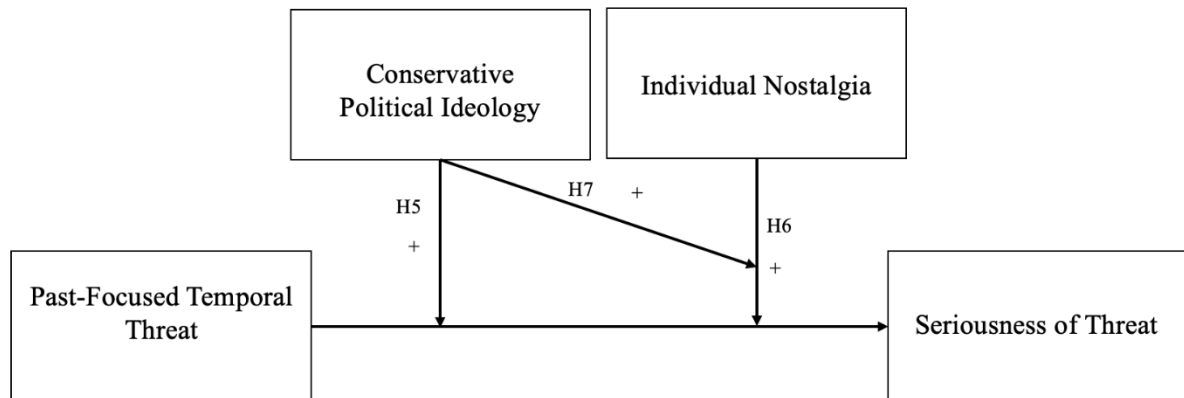 Conservative
Political Ideology
Individual Nostalgia
H7
+
H5
+
H6
+
Past-Focused Temporal
Threat
Seriousness of Threat